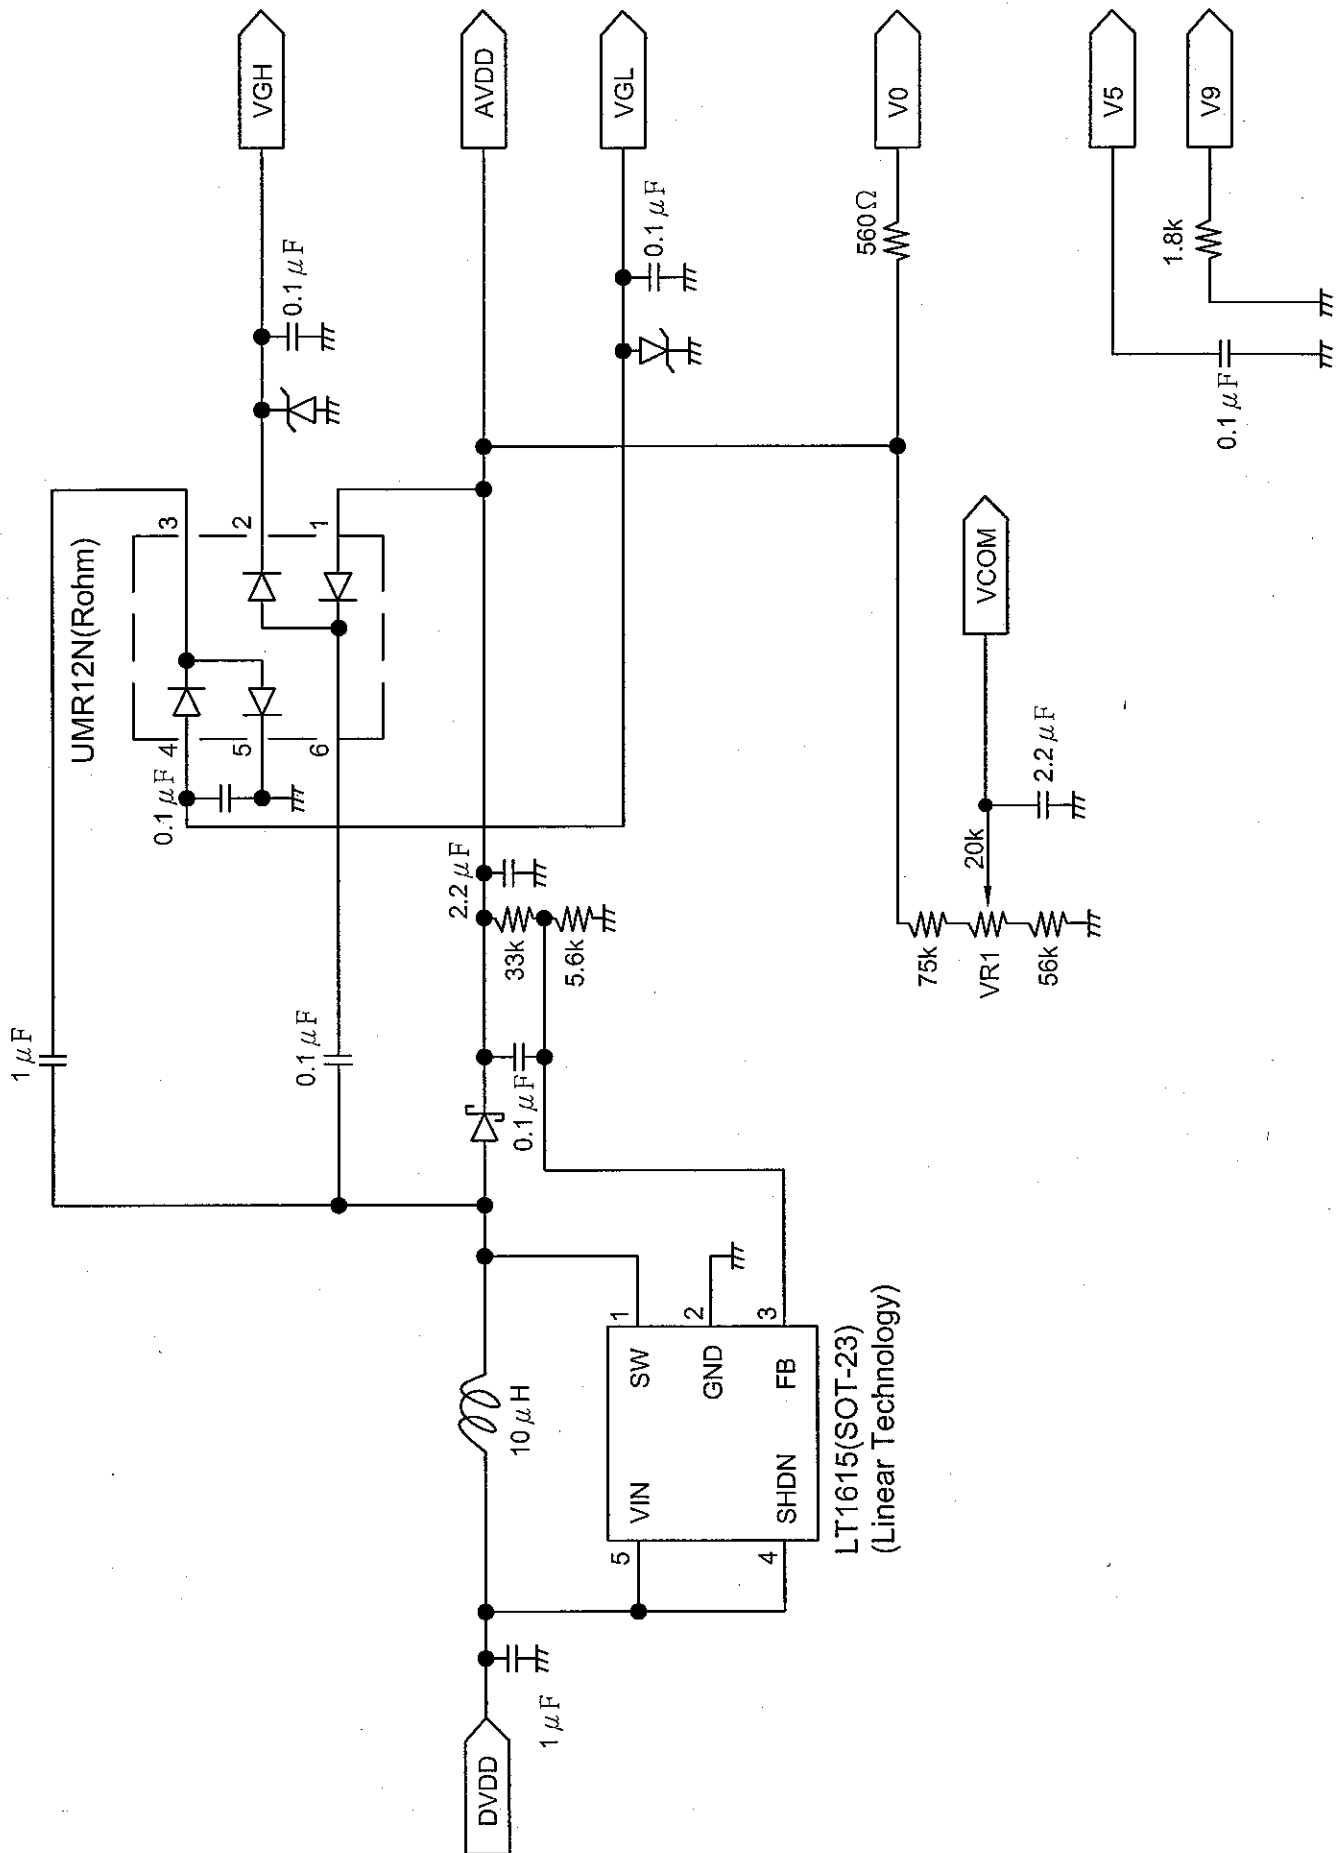 1μF
UMR12N(Rohm)
3
2
1
4
5
6
0.1μF
0.1μF
VGH
0.1μF
2.2μF
AVDD
DVDD
1μF
10μH
0.1μF
33k
5.6k
0.1μF
VGL
5
VIN
SW
1
GND
2
4
SHDN
FB
3
LT1615(SOT-23)
(Linear Technology)
560Ω
V0
75k
VR1
56k
20k
2.2μF
VCOM
0.1μF
V5
1.8k
V9